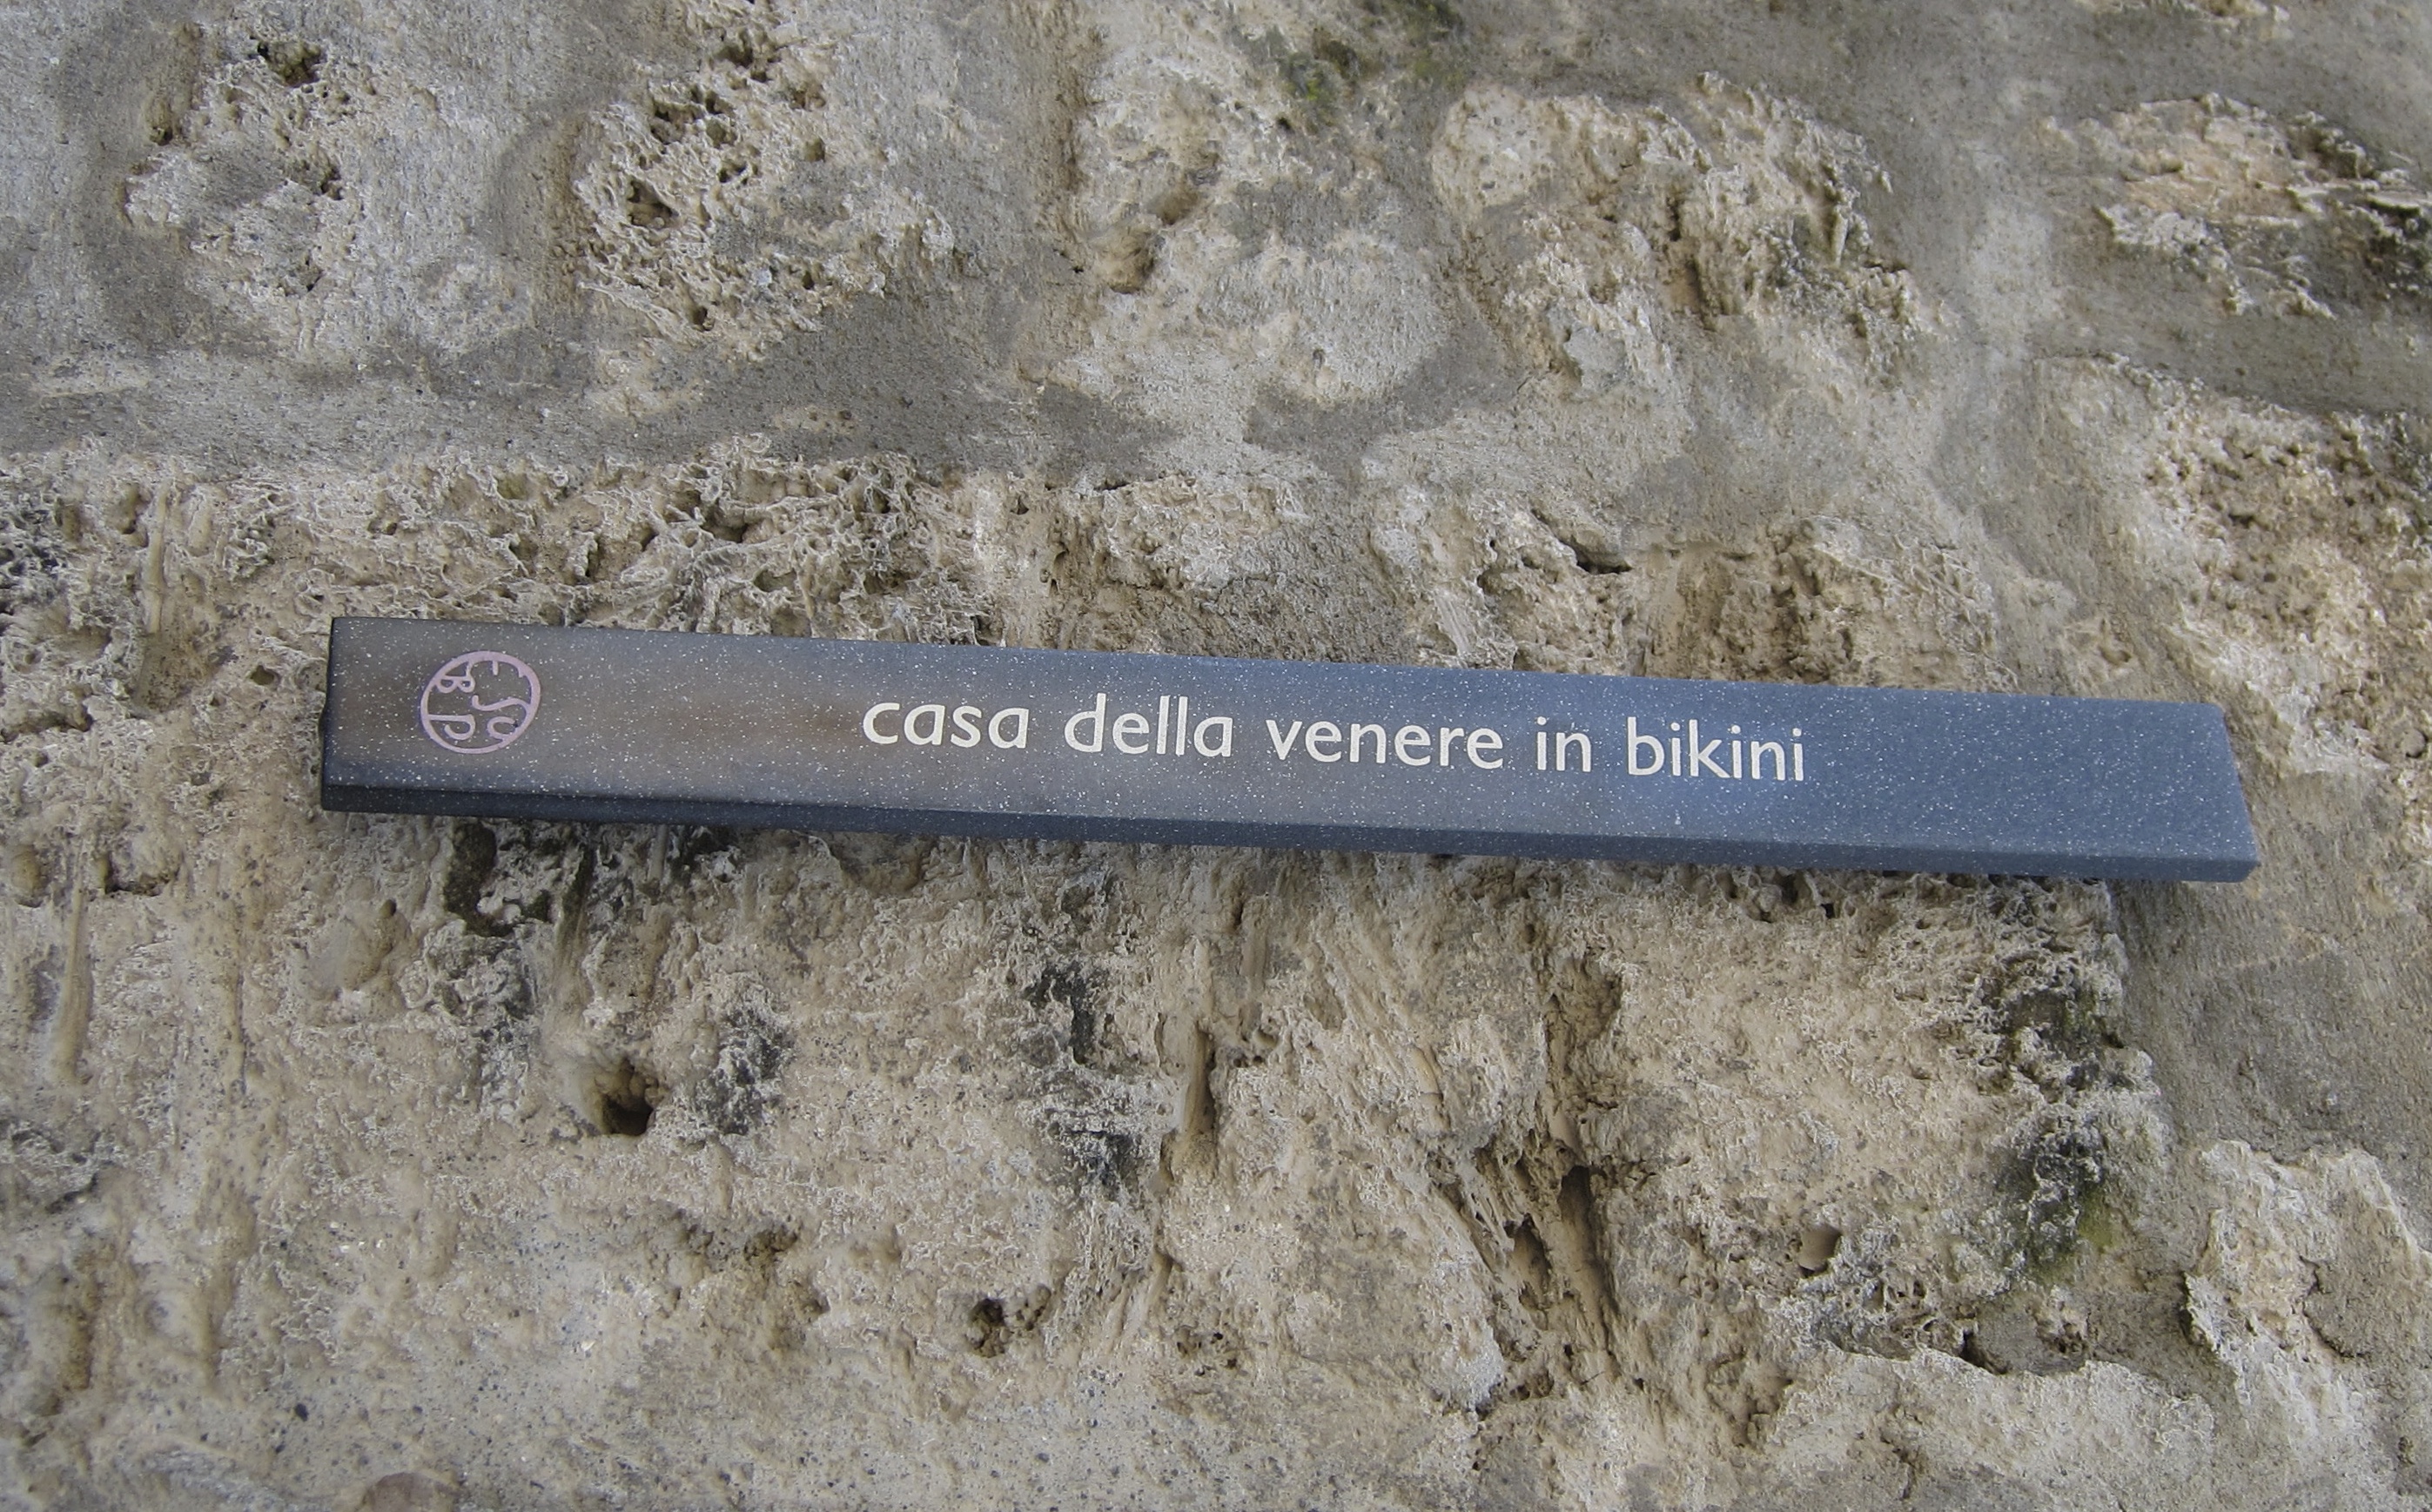 casa della venere in bikini